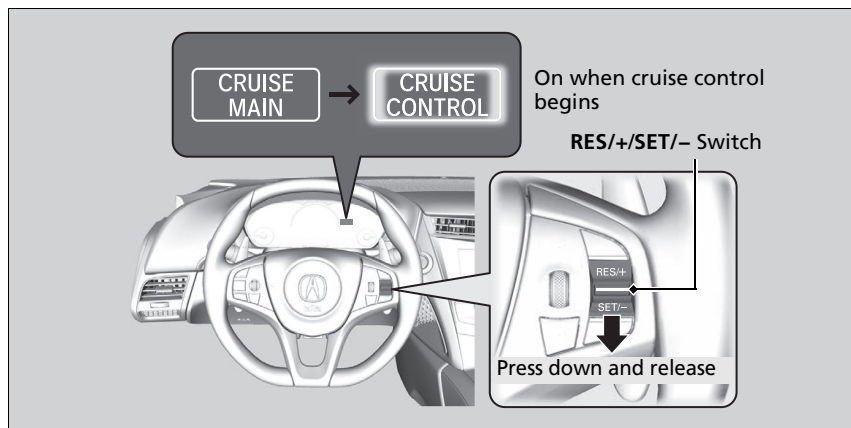 CRUISE
MAIN
CRUISE
CONTROL
On when cruise control
begins
RES/+/SET/− Switch
RES/+
SET/−
Press down and release